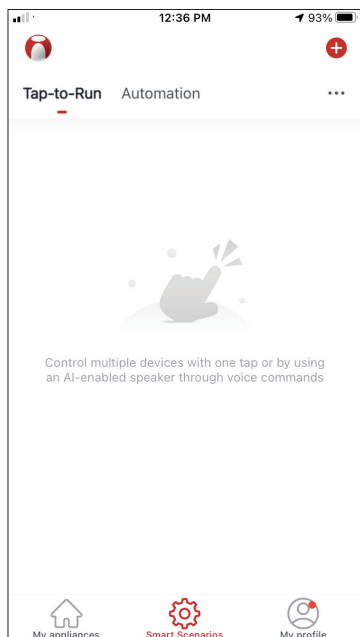 12:36 PM
93%
Tap-to-Run Automation
Control multiple devices with one tap or by using
an AI-enabled speaker through voice commands
My appliances Smart Scenarios My profile